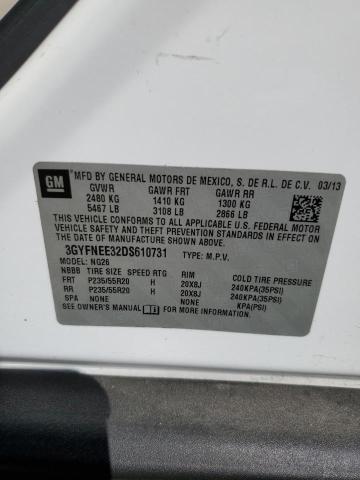 GM
MFD BY GENERAL MOTORS DE MEXICO, S. DE R.L. DE C.V. 03/13
GVWR GAWR FRT GAWR RR
2480 KG 1410 KG 1300 KG
5467 LB 3108 LB 2866 LB
THIS VEHICLE CONFORMS TO ALL APPLICABLE U.S. FEDERAL MOTOR
VEHICLE SAFETY AND THEFT PREVENTION STANDARDS IN EFFECT ON
THE DATE OF MANUFACTURE SHOWN ABOVE.
3GYFNEE32DS610731 TYPE: M.P.V.
MODEL: NG26
NBBB TIRE SIZE SPEED RTG RIM COLD TIRE PRESSURE
FRT P235/55R20 H 20X8J 240KPA(35PSI)
RR P235/55R20 H 20X8J 240KPA(35PSI)
SPA NONE NONE KPA(PSI)
SEE OWNER'S MANUAL FOR MORE INFORMATION.